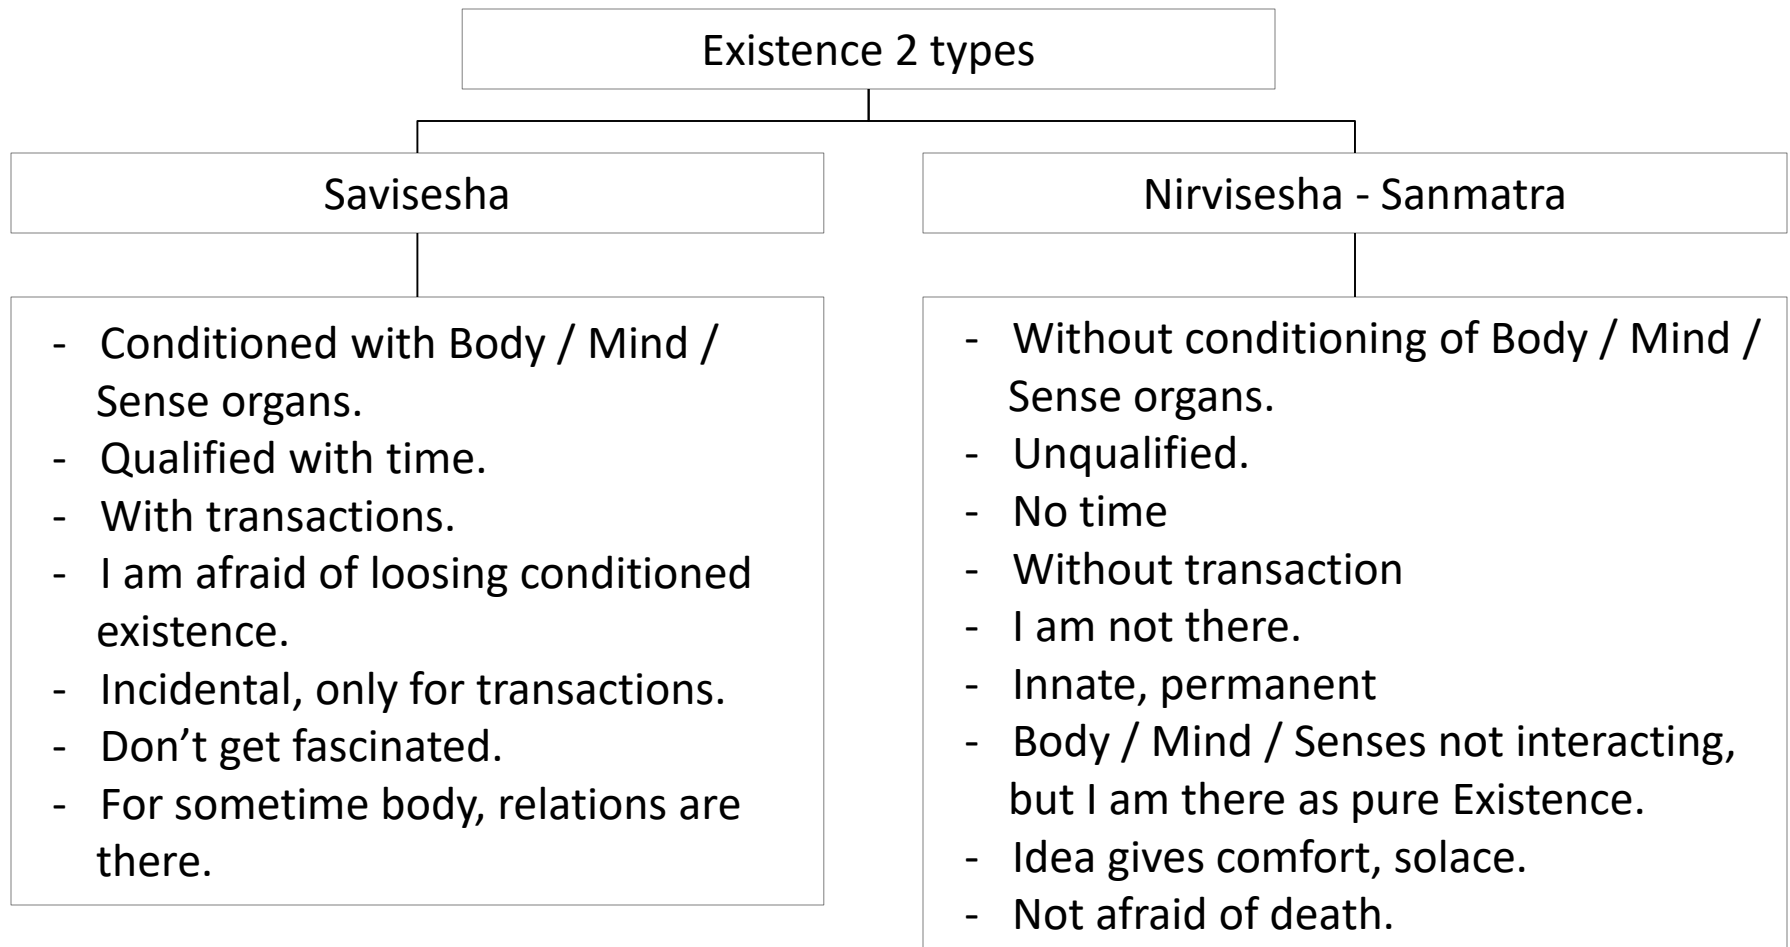 Existence 2 types
Savisesha
Nirvisesha - Sanmatra
- Conditioned with Body / Mind /
Sense organs.
- Qualified with time.
- With transactions.
- I am afraid of loosing conditioned
existence.
- Incidental, only for transactions.
- Don’t get fascinated.
- For sometime body, relations are
there.
- Without conditioning of Body / Mind /
Sense organs.
- Unqualified.
- No time
- Without transaction
- I am not there.
- Innate, permanent
- Body / Mind / Senses not interacting,
but I am there as pure Existence.
- Idea gives comfort, solace.
- Not afraid of death.